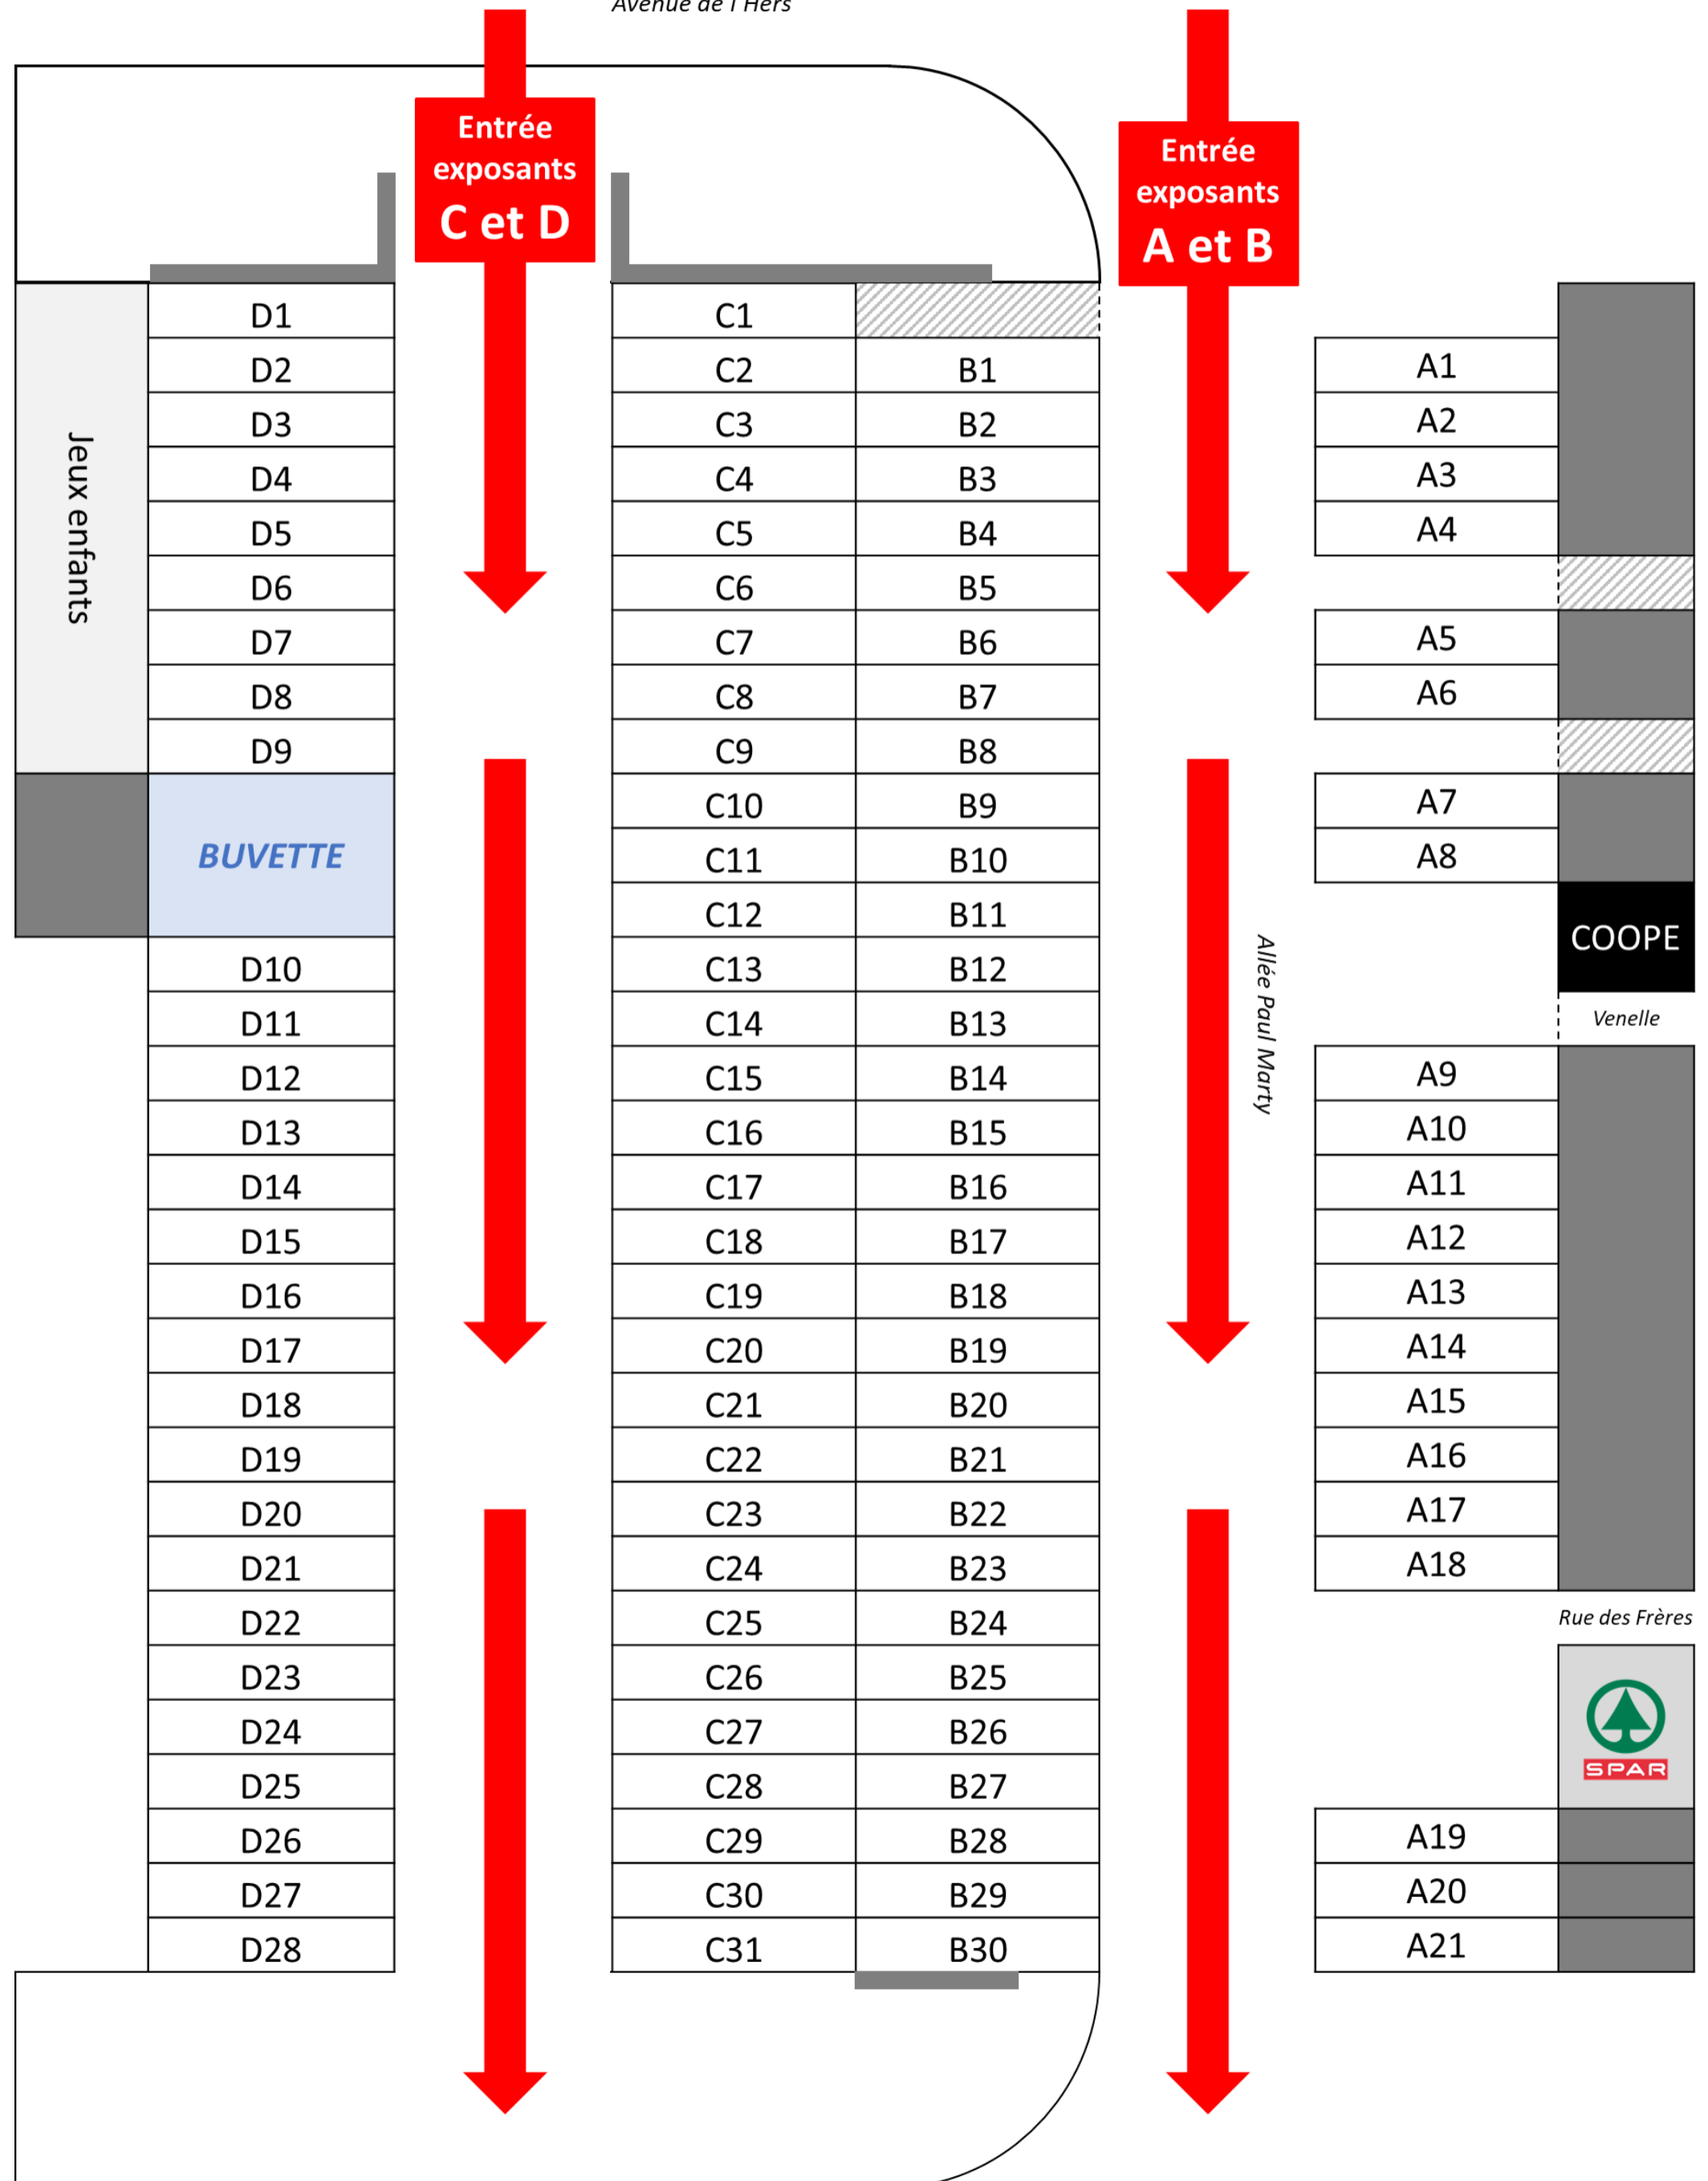 Avenue de l'Hers
Entrée
exposants
C et D
Entrée
exposants
A et B
Jeux enfants
D1
D2
D3
D4
D5
D6
D7
D8
D9
BUVETTE
D10
D11
D12
D13
D14
D15
D16
D17
D18
D19
D20
D21
D22
D23
D24
D25
D26
D27
D28
C1
C2
C3
C4
C5
C6
C7
C8
C9
C10
C11
C12
C13
C14
C15
C16
C17
C18
C19
C20
C21
C22
C23
C24
C25
C26
C27
C28
C29
C30
C31
B1
B2
B3
B4
B5
B6
B7
B8
B9
B10
B11
B12
B13
B14
B15
B16
B17
B18
B19
B20
B21
B22
B23
B24
B25
B26
B27
B28
B29
B30
Allée Paul Marty
A1
A2
A3
A4
A5
A6
A7
A8
COOPE
Venelle
A9
A10
A11
A12
A13
A14
A15
A16
A17
A18
Rue des Frères
SPAR
A19
A20
A21